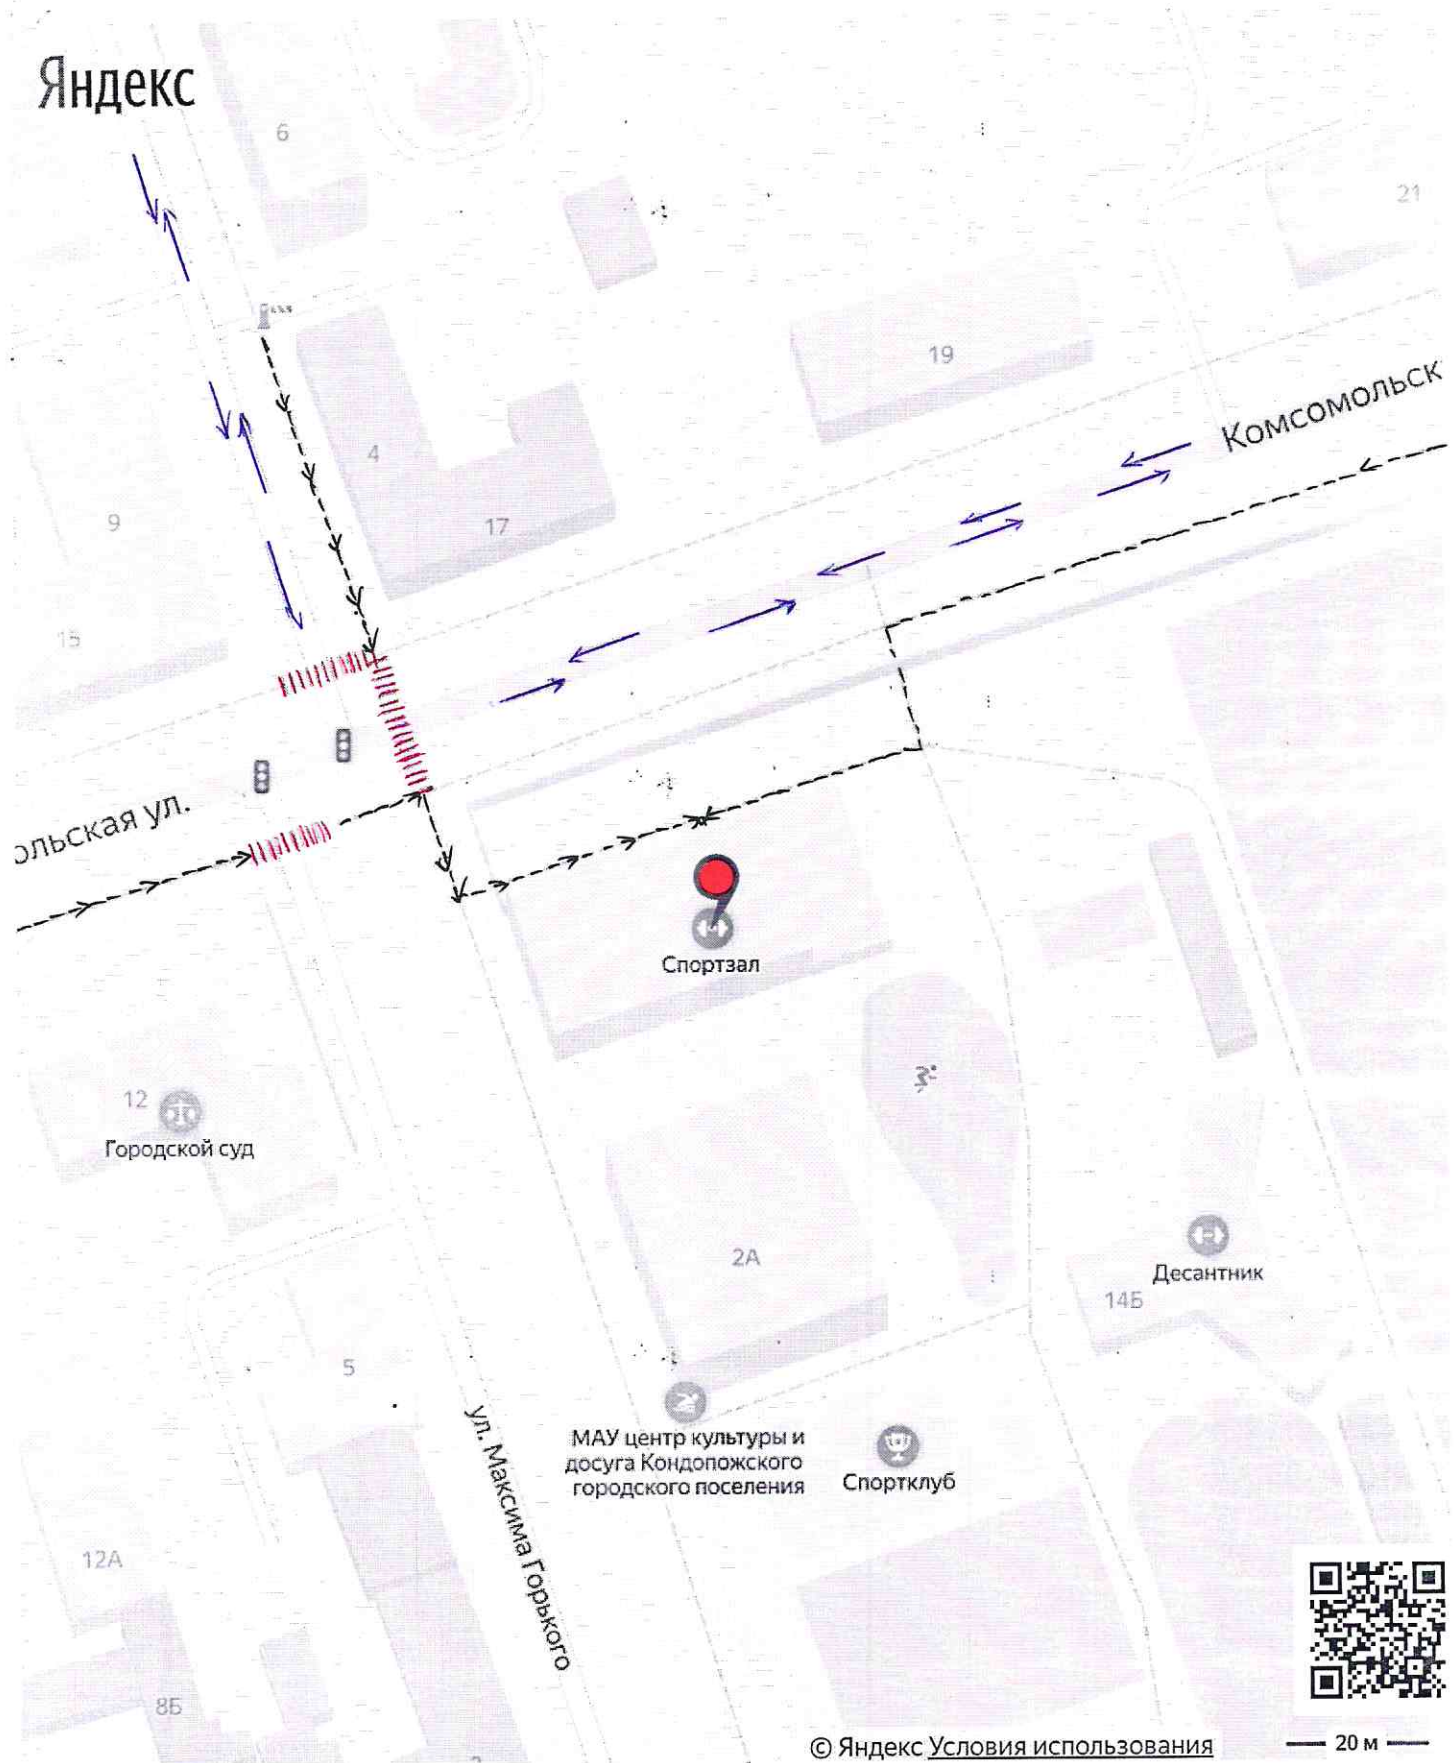 Яндекс
6
21
19
Комсомольск
4
9
17
15
ольская ул.
Спортзал
12
Городской суд
2А
Десантник
14Б
5
ул. Максима Горького
МАУ центр культуры и
досуга Кондопожского
городского поселения
Спортклуб
12А
8Б
© Яндекс Условия использования
20 м